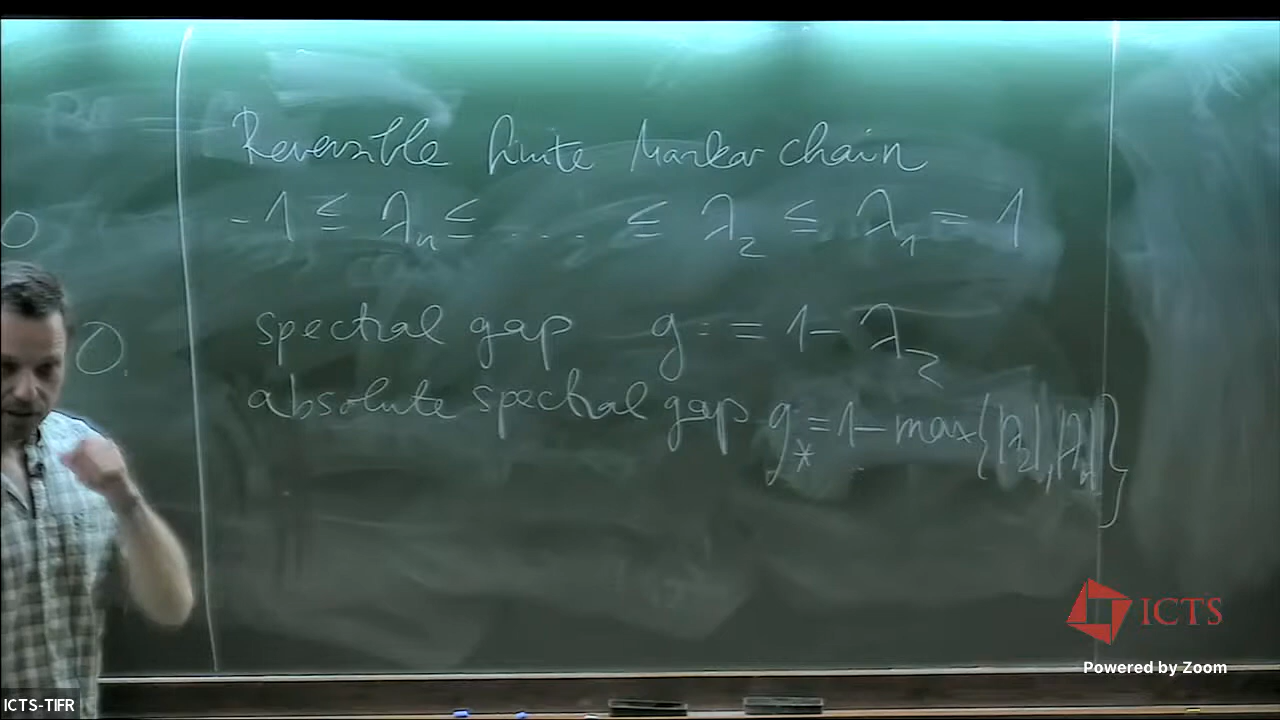 Reversible finite Markov chain
-1 ≤ λn ≤ ... ≤ λ2 ≤ λ1 = 1
spectral gap g := 1 - λ2
absolute spectral gap g* = 1 - max{|λ2|, |λn|}
ICTS
Powered by Zoom
ICTS-TIFR